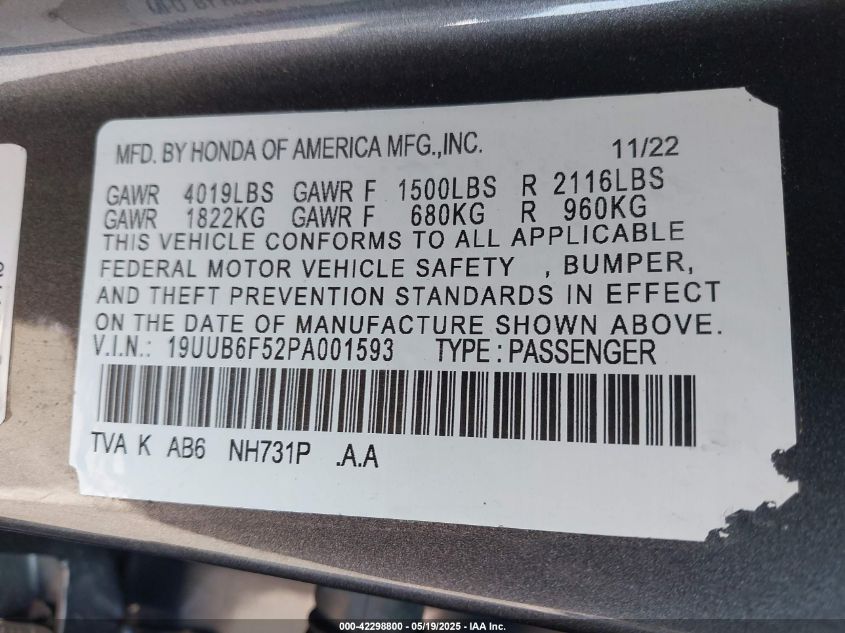 MFD. BY HONDA OF AMERICA MFG.,INC. 11/22
GAWR 4019LBS GAWR F 1500LBS R 2116LBS
GAWR 1822KG GAWR F 680KG R 960KG
THIS VEHICLE CONFORMS TO ALL APPLICABLE
FEDERAL MOTOR VEHICLE SAFETY , BUMPER,
AND THEFT PREVENTION STANDARDS IN EFFECT
ON THE DATE OF MANUFACTURE SHOWN ABOVE.
V.I.N.: 19UUB6F52PA001593 TYPE : PASSENGER
TVA K AB6 NH731P .A.A
000-42298800 - 05/19/2025 - IAA Inc.